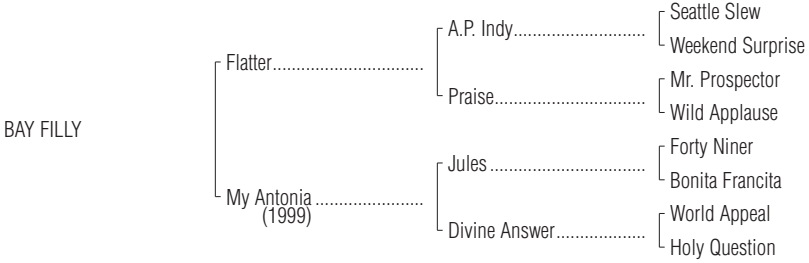 Seattle Slew
A.P. Indy..............................
Weekend Surprise
Flatter..................................
Mr. Prospector
Praise..................................
Wild Applause
BAY FILLY
Forty Niner
Jules...................................
Bonita Francita
My Antonia........................
(1999)
World Appeal
Divine Answer....................
Holy Question